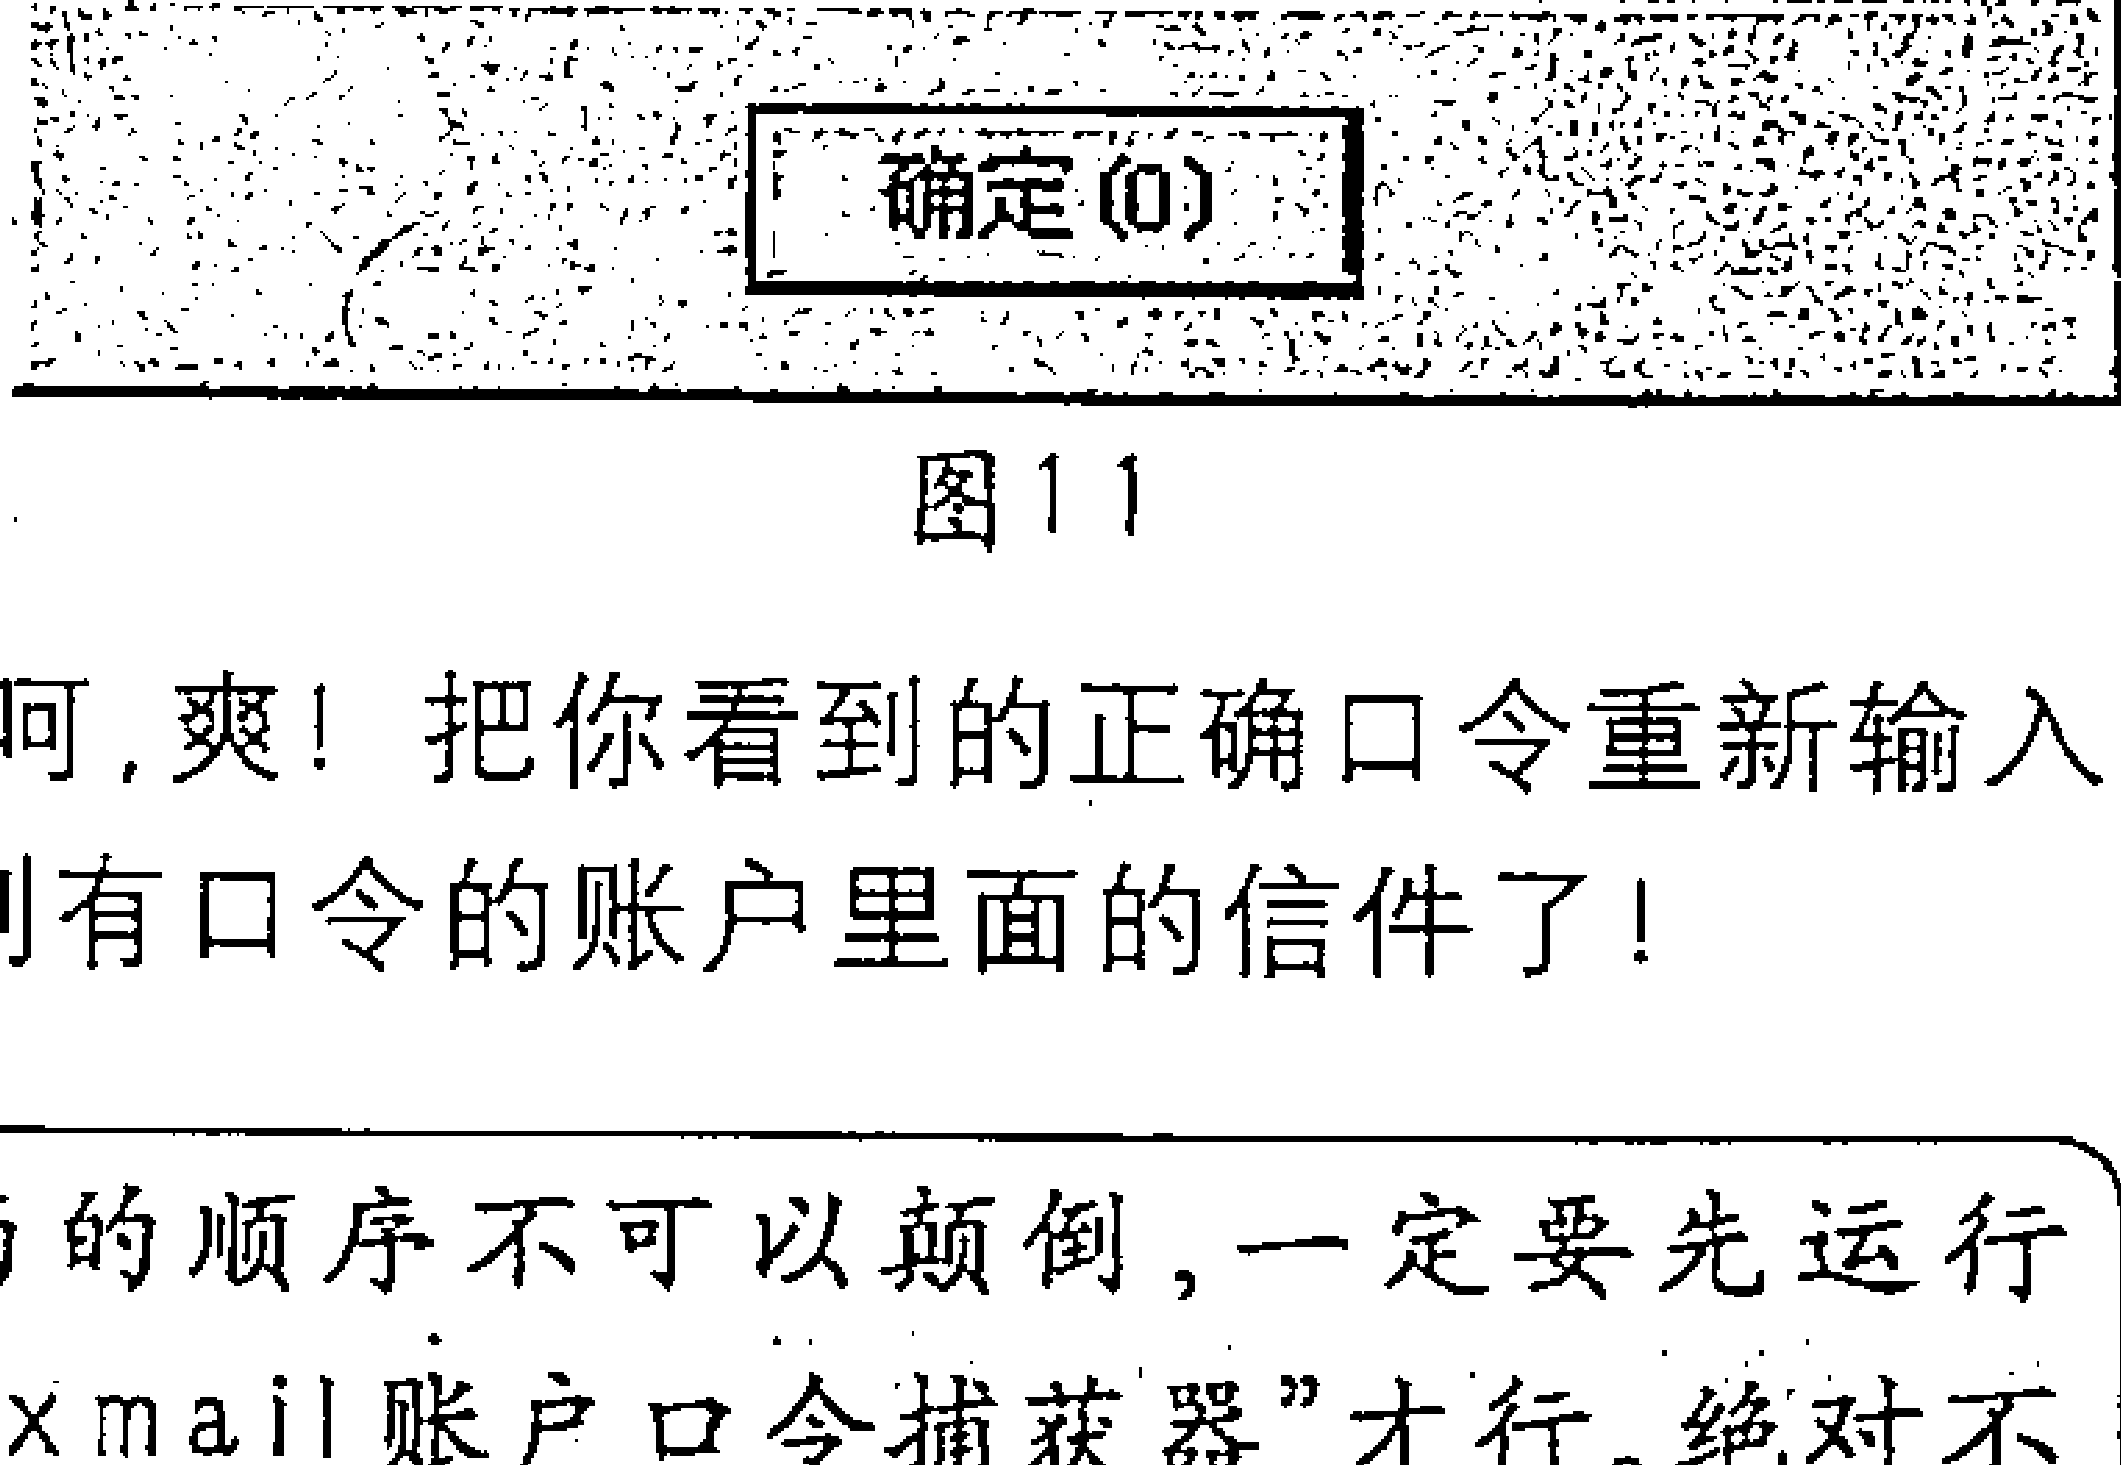 确定(O)
图11
呵,爽! 把你看到的正确口令重新输入
到有口令的账户里面的信件了!
的顺序不可以颠倒,一定要先运行
xmail账户口令捕获器”才行,绝对不